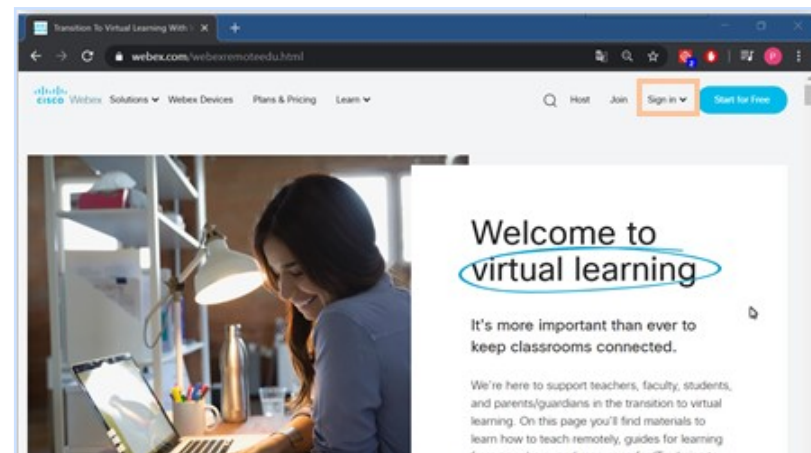 Transition To Virtual Learning With
webex.com/webexremoteedu.html
2
P
cisco Webex Solutions Webex Devices Plans & Pricing Learn Host Join Sign in Start for Free
Welcome to
virtual learning
It's more important than ever to
keep classrooms connected.
We're here to support teachers, faculty, students,
and parents/guardians in the transition to virtual
learning. On this page you'll find materials to
learn how to teach remotely, guides for learning